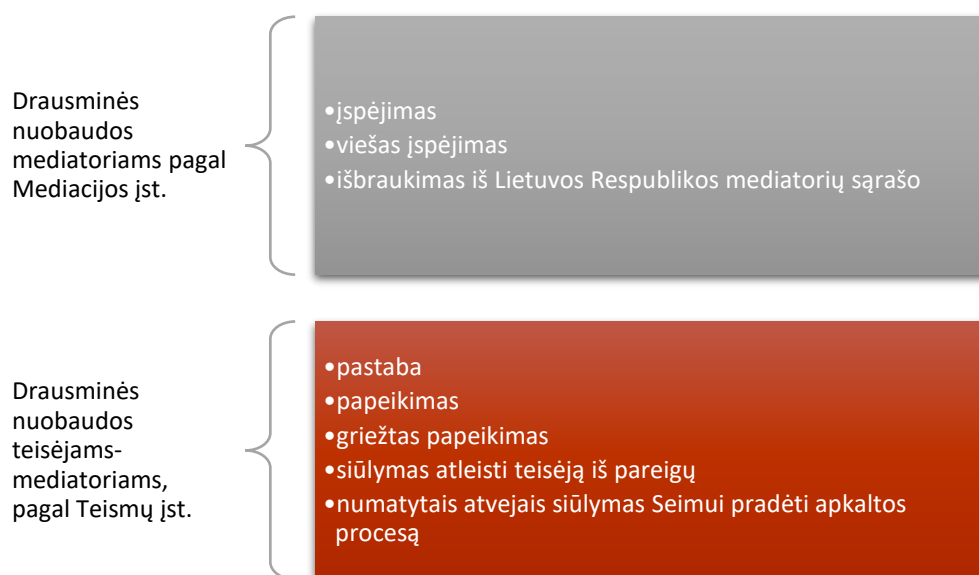 Drausminės
nuobaudos
mediatoriams pagal
Mediacijos įst.
•įspėjimas
•viešas įspėjimas
•išbraukimas iš Lietuvos Respublikos mediatorių sąrašo
Drausminės
nuobaudos
teisėjams-
mediatoriams,
pagal Teismų įst.
•pastaba
•papeikimas
•griežtas papeikimas
•siūlymas atleisti teisėją iš pareigų
•numatytais atvejais siūlymas Seimui pradėti apkaltos
procesą